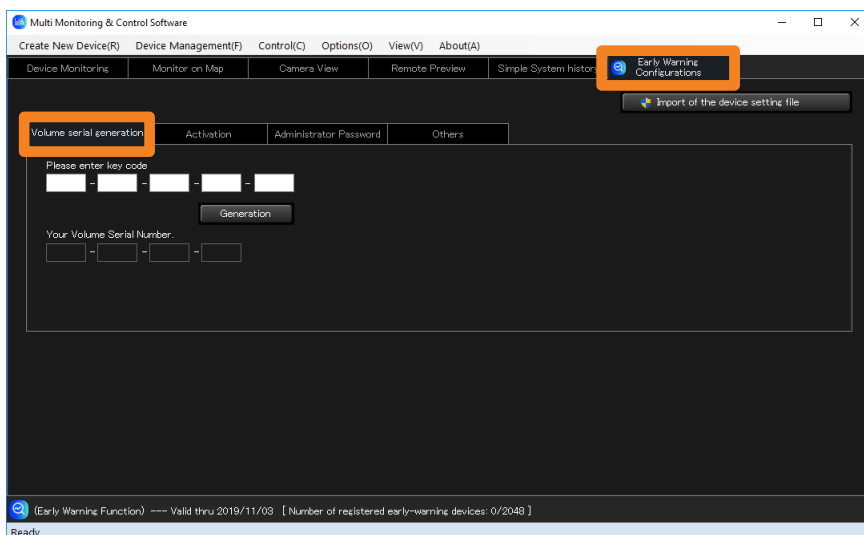 Multi Monitoring & Control Software
Create New Device(R) Device Management(F) Control(C) Options(O) View(V) About(A)
Device Monitoring Monitor on Map Camera View Remote Preview Simple System history Early Warning
Configurations
Import of the device setting file
Volume serial generation Activation Administrator Password Others
Please enter key code
- - - -
Generation
Your Volume Serial Number.
- - -
(Early Warning Function) --- Valid thru 2019/11/03 [ Number of registered early-warning devices: 0/2048 ]
Ready